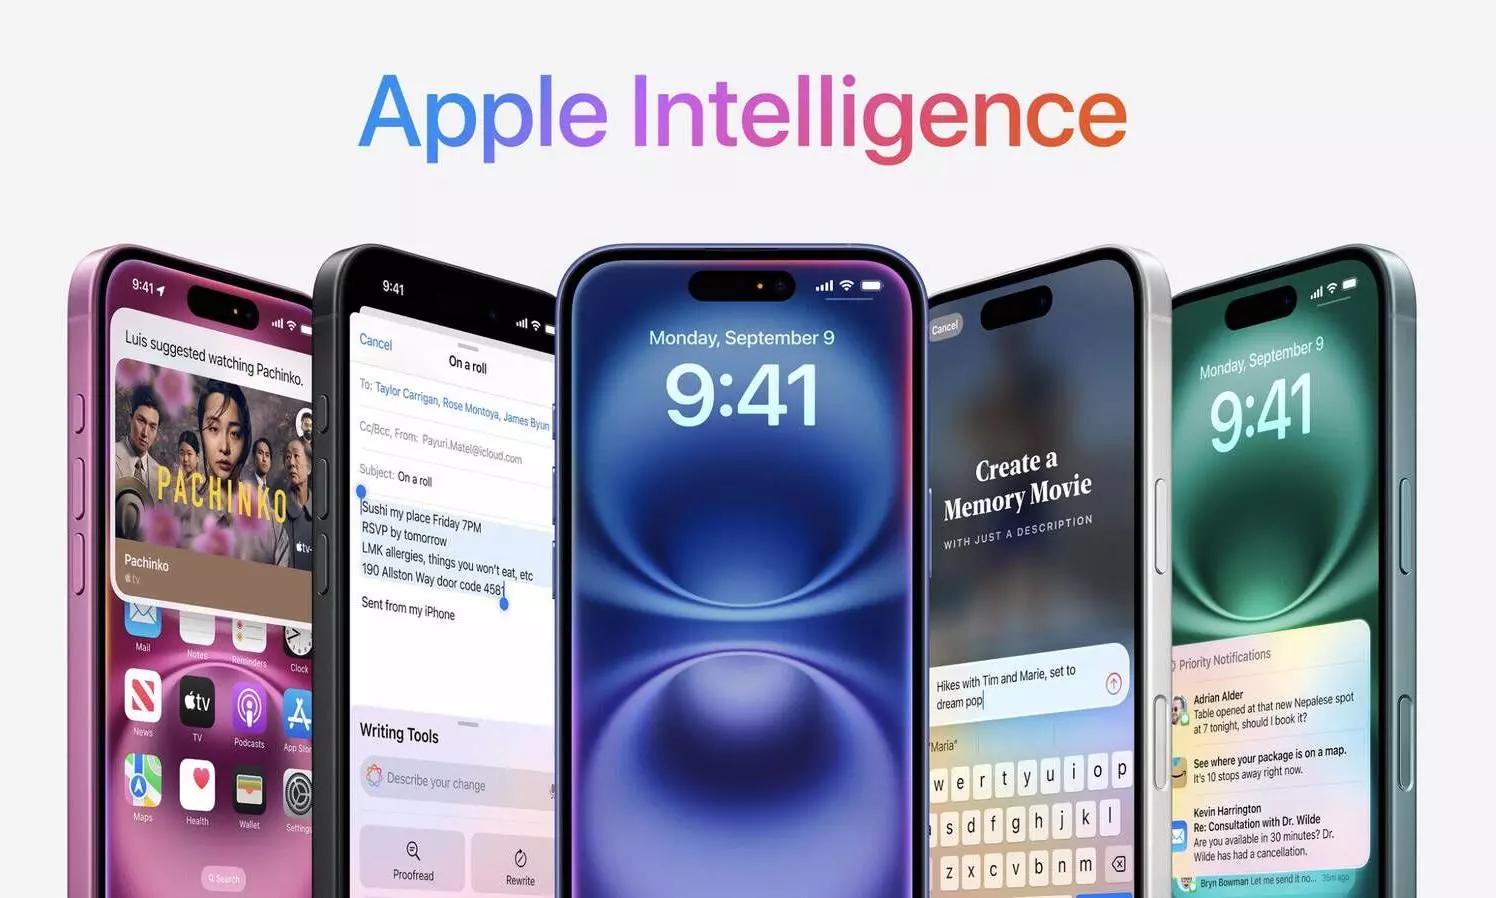 Apple Intelligence
9:41
Luis suggested watching Pachinko.
PACHINKO
tv+
Pachinko
tv
Mail
Notes
Reminders
Clock
News
tv
TV
Podcasts
App Stor
Maps
Health
Wallet
Settings
Search
9:41
Cancel
On a roll
To: Taylor Carrigan, Rose Montoya, James Byun
Cc/Bcc, From: Payuri.Matel@icloud.com
Subject: On a roll
Sushi my place Friday 7PM
RSVP by tomorrow
LMK allergies, things you won't eat, etc
190 Allston Way door code 4581
Sent from my iPhone
Writing Tools
Describe your change
Proofread
Rewrite
Monday, September 9
9:41
Cancel
Create a
Memory Movie
WITH JUST A DESCRIPTION
Hikes with Tim and Marie, set to
dream pop
"Maria"
w e r t y u i o p
s d f g h j k l
z x c v b n m
Monday, September 9
9:41
Priority Notifications
Adrian Alder
Table opened at that new Nepalese spot
at 7 tonight, should I book it?
See where your package is on a map.
It's 10 stops away right now.
Kevin Harrington
Re: Consultation with Dr. Wilde
Are you available in 30 minutes? Dr.
Wilde has had a cancellation.
Bryn Bowman Let me send it no... 35m ago